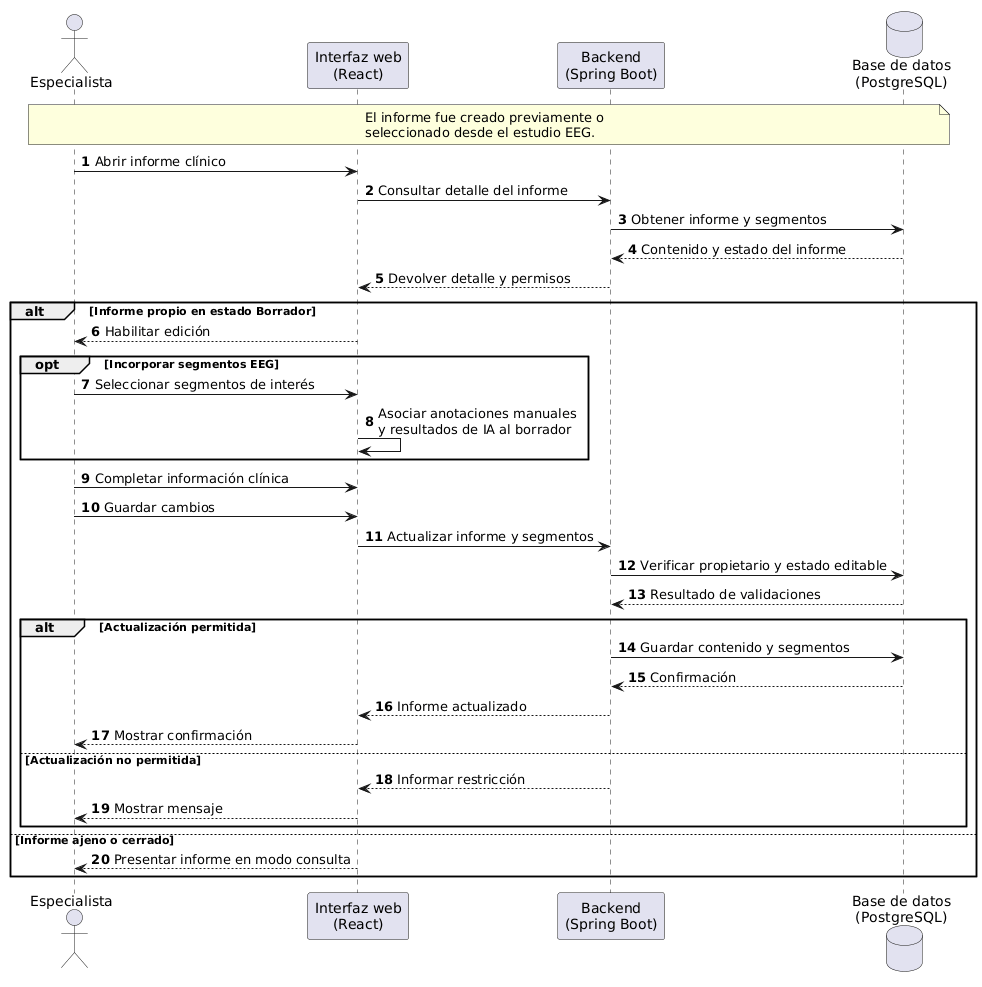 Especialista
Interfaz web
(React)
Backend
(Spring Boot)
Base de datos
(PostgreSQL)
El informe fue creado previamente o
seleccionado desde el estudio EEG.
1 Abrir informe clínico
2 Consultar detalle del informe
3 Obtener informe y segmentos
4 Contenido y estado del informe
5 Devolver detalle y permisos
alt [Informe propio en estado Borrador]
6 Habilitar edición
opt [Incorporar segmentos EEG]
7 Seleccionar segmentos de interés
8 Asociar anotaciones manuales
y resultados de IA al borrador
9 Completar información clínica
10 Guardar cambios
11 Actualizar informe y segmentos
12 Verificar propietario y estado editable
13 Resultado de validaciones
alt [Actualización permitida]
14 Guardar contenido y segmentos
15 Confirmación
16 Informe actualizado
17 Mostrar confirmación
[Actualización no permitida]
18 Informar restricción
19 Mostrar mensaje
[Informe ajeno o cerrado]
20 Presentar informe en modo consulta
Especialista
Interfaz web
(React)
Backend
(Spring Boot)
Base de datos
(PostgreSQL)